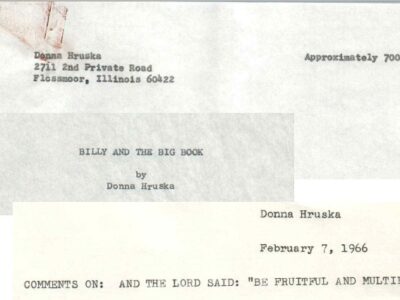 Donna Hruska
2711 2nd Private Road
Flossmoor, Illinois 60422
Approximately 700
BILLY AND THE BIG BOOK
by
Donna Hruska
Donna Hruska
February 7, 1966
COMMENTS ON: AND THE LORD SAID: "BE FRUITFUL AND MULTIP